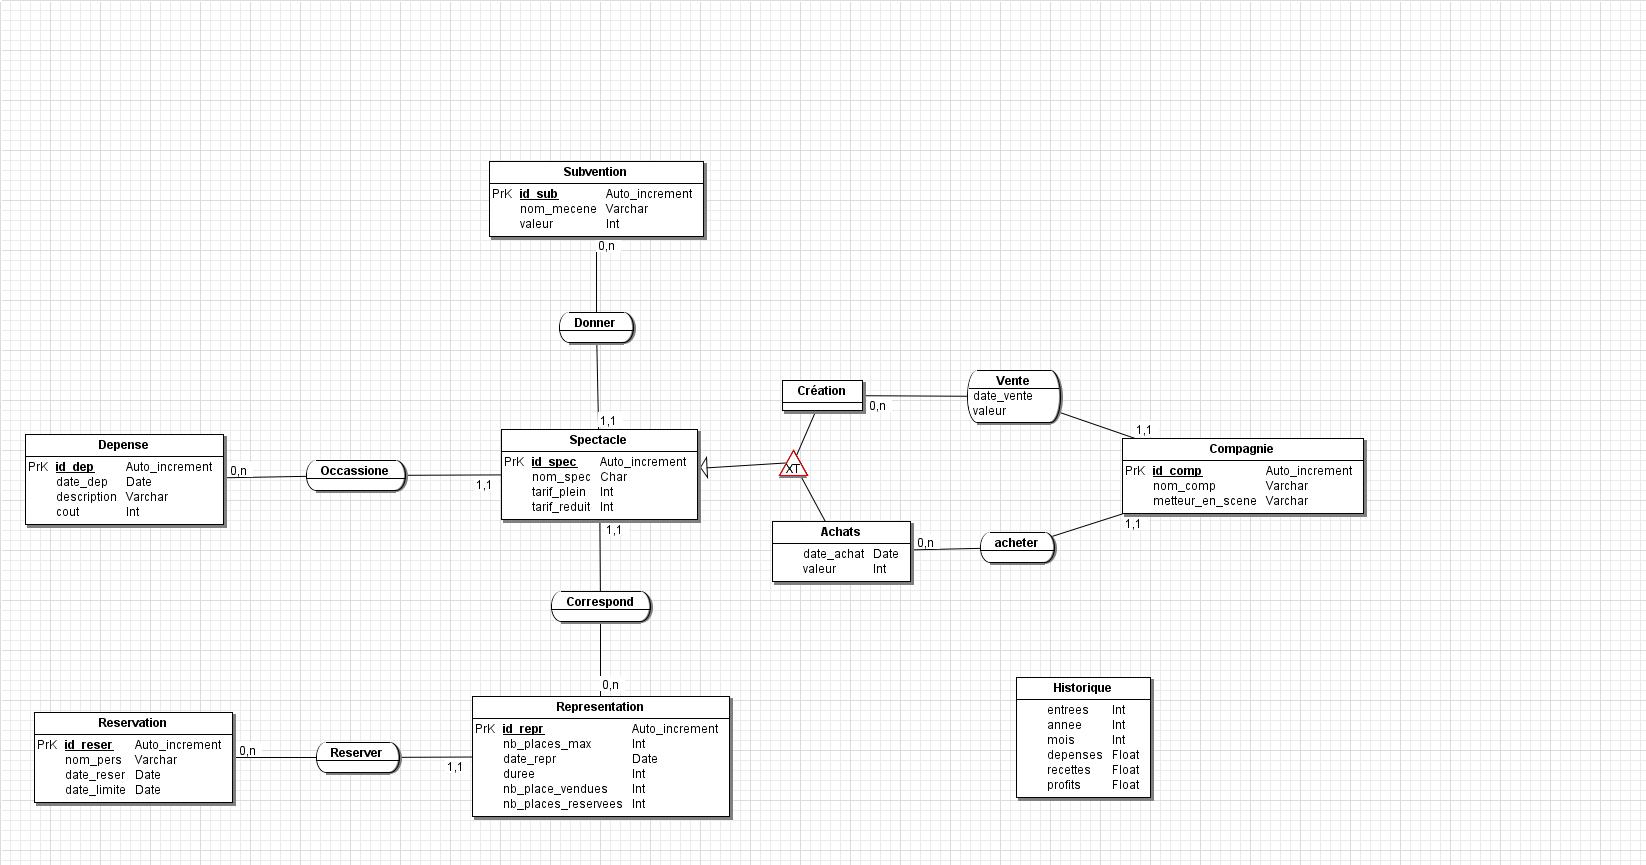 Subvention
PrK id_sub Auto_increment
nom_mecene Varchar
valeur Int
0,n
Donner
1,1
Spectacle
PrK id_spec Auto_increment
nom_spec Char
tarif_plein Int
tarif_reduit Int
Depense
PrK id_dep Auto_increment
date_dep Date
description Varchar
cout Int
0,n
Occassione
1,1
XT
Création
0,n
Vente
date_vente
valeur
1,1
Compagnie
PrK id_comp Auto_increment
nom_comp Varchar
metteur_en_scene Varchar
1,1
Achats
date_achat Date
valeur Int
0,n
acheter
1,1
Correspond
0,n
Representation
PrK id_repr Auto_increment
nb_places_max Int
date_repr Date
duree Int
nb_place_vendues Int
nb_places_reservees Int
Reservation
PrK id_reser Auto_increment
nom_pers Varchar
date_reser Date
date_limite Date
0,n
Reserver
1,1
Historique
entrees Int
annee Int
mois Int
depenses Float
recettes Float
profits Float